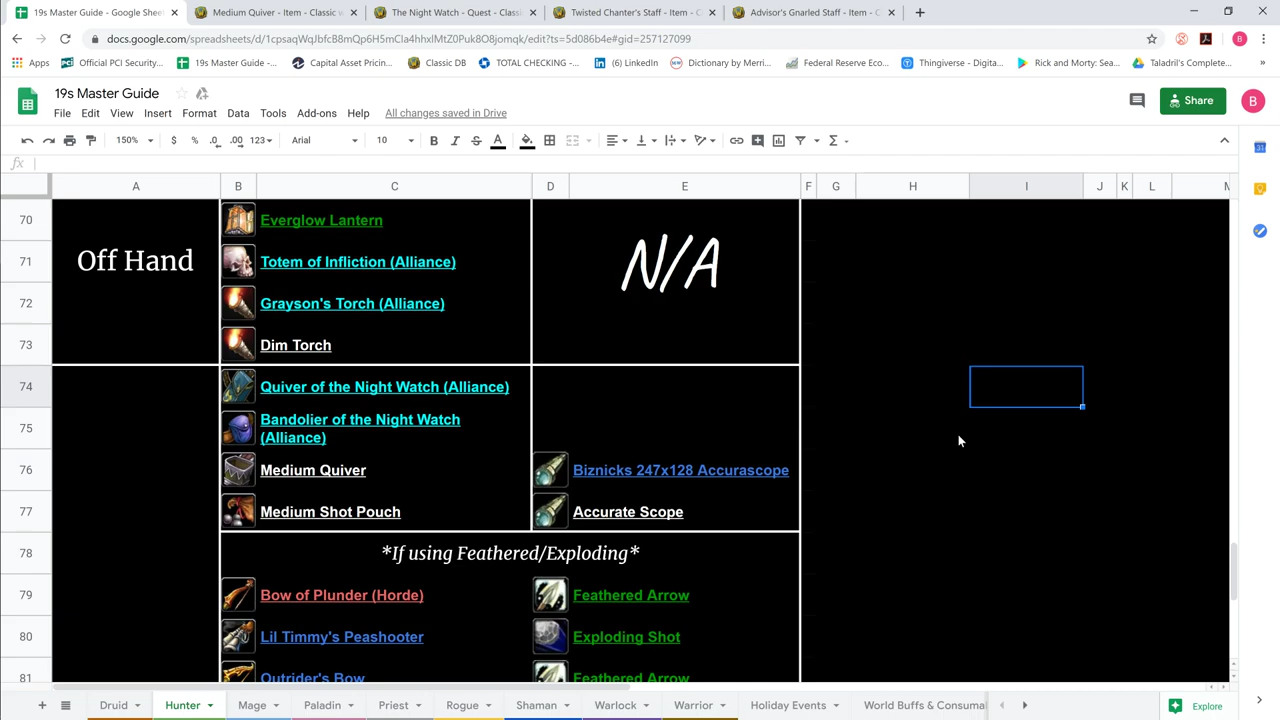 19s Master Guide - Google Shee
Medium Quiver - Item - Classic w
The Night Watch - Quest - Classi
Twisted Chanter's Staff - Item - C
Advisor's Gnarled Staff - Item - C
docs.google.com/spreadsheets/d/1cpsaqWqJbfcB8mQp6H5mCla4hhxlMtZ0Puk8O8jomqk/edit?ts=5d086b4e#gid=257127099
Apps
Official PCI Security...
19s Master Guide -...
Capital Asset Pricin...
Classic DB
TOTAL CHECKING -...
(6) LinkedIn
Dictionary by Merri...
Federal Reserve Eco...
Thingiverse - Digita...
Rick and Morty: Sea...
Taladril's Complete...
19s Master Guide
File Edit View Insert Format Data Tools Add-ons Help All changes saved in Drive
Share
B
150% $ % .0 .00 123 Arial 10 B I S A
fx
A B C D E F G H I J K L M
70 Everglow Lantern
71 Off Hand Totem of Infliction (Alliance) N/A
72 Grayson's Torch (Alliance)
73 Dim Torch
74 Quiver of the Night Watch (Alliance)
75 Bandolier of the Night Watch
(Alliance)
76 Medium Quiver Biznicks 247x128 Accurascope
77 Medium Shot Pouch Accurate Scope
78 *If using Feathered/Exploding*
79 Bow of Plunder (Horde) Feathered Arrow
80 Lil Timmy's Peashooter Exploding Shot
81 Outrider's Bow Feathered Arrow
Druid Hunter Mage Paladin Priest Rogue Shaman Warlock Warrior Holiday Events World Buffs & Consuma
Explore